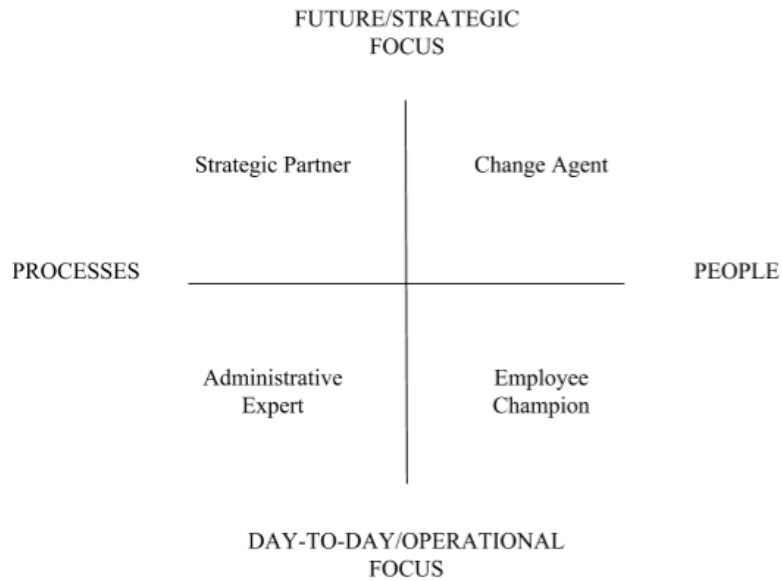 FUTURE/STRATEGIC
FOCUS
Strategic Partner
Change Agent
PROCESSES
PEOPLE
Administrative
Expert
Employee
Champion
DAY-TO-DAY/OPERATIONAL
FOCUS